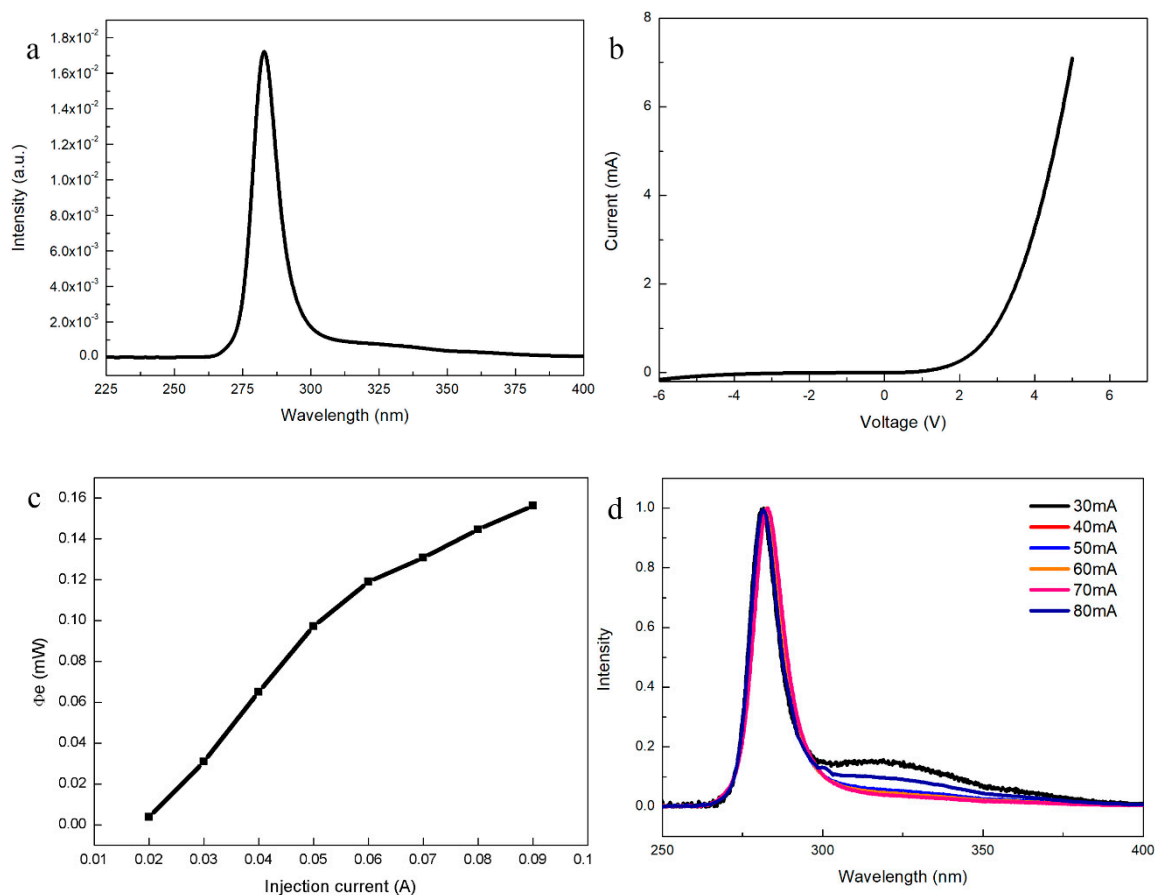 a
1.8x10⁻²
1.6x10⁻²
1.4x10⁻²
1.2x10⁻²
1.0x10⁻²
8.0x10⁻³
6.0x10⁻³
4.0x10⁻³
2.0x10⁻³
0.0
Intensity (a.u.)
225 250 275 300 325 350 375 400
Wavelength (nm)
b
8
6
4
2
0
Current (mA)
-6 -4 -2 0 2 4 6
Voltage (V)
c
0.16
0.14
0.12
0.10
0.08
0.06
0.04
0.02
0.00
Φe (mW)
0.01 0.02 0.03 0.04 0.05 0.06 0.07 0.08 0.09 0.1
Injection current (A)
d
1.0
0.8
0.6
0.4
0.2
0.0
Intensity
30mA
40mA
50mA
60mA
70mA
80mA
250 275 300 325 350 375 400
Wavelength (nm)